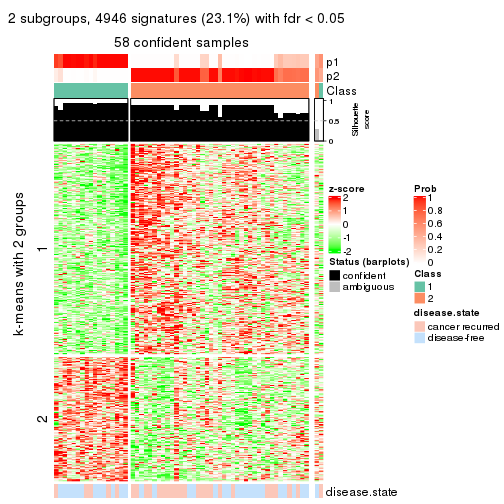 2 subgroups, 4946 signatures (23.1%) with fdr < 0.05
58 confident samples
p1
p2
Class
1
0.5
0
Silhouette
score
k-means with 2 groups
1
2
z-score
2
1
0
-1
-2
Status (barplots)
confident
ambiguous
Prob
1
0.8
0.6
0.4
0.2
0
Class
1
2
disease.state
cancer recurred
disease-free
disease.state